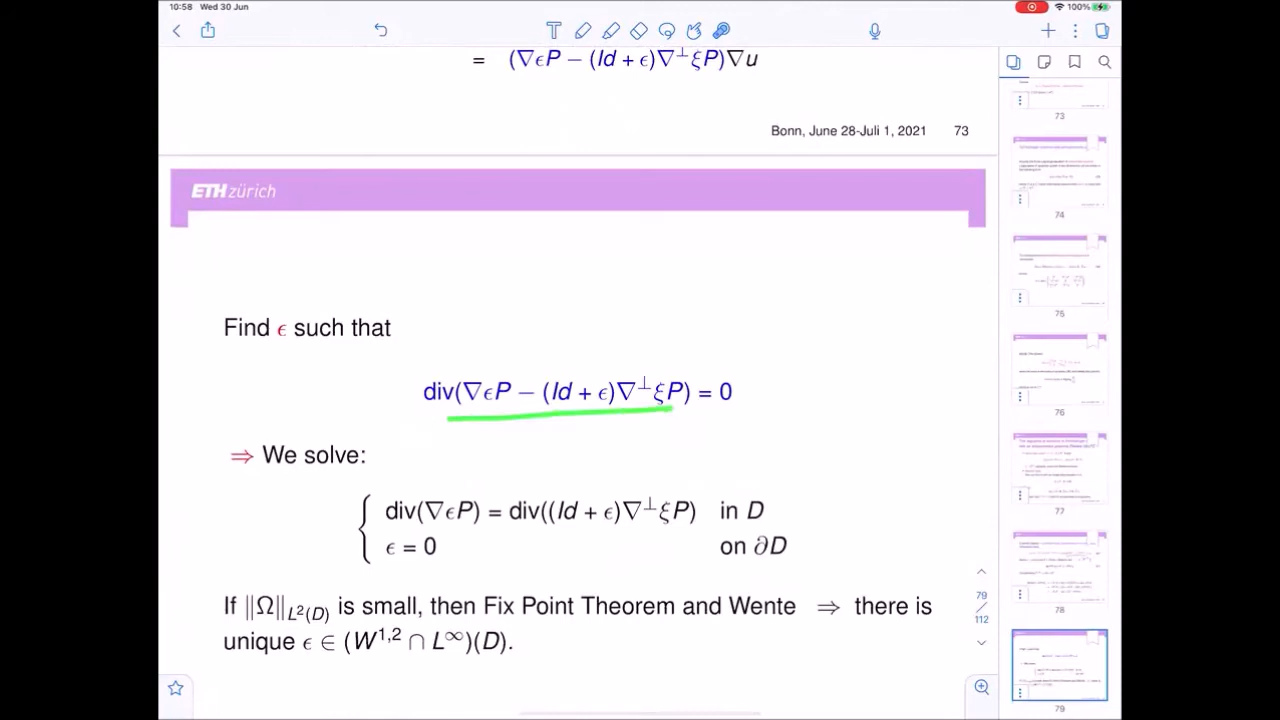 10:58 Wed 30 Jun
100%
= (∇ϵP − (Id + ϵ)∇⊥ξP)∇u
Bonn, June 28-Juli 1, 2021 73
ETH zürich
Find ϵ such that
div(∇ϵP − (Id + ϵ)∇⊥ξP) = 0
⇒ We solve:
div(∇ϵP) = div((Id + ϵ)∇⊥ξP) in D
ϵ = 0 on ∂D
If ‖Ω‖L²(D) is small, then Fix Point Theorem and Wente ⇒ there is
unique ϵ ∈ (W^{1,2} ∩ L^∞)(D).
79
/
112
73
74
75
76
77
78
79